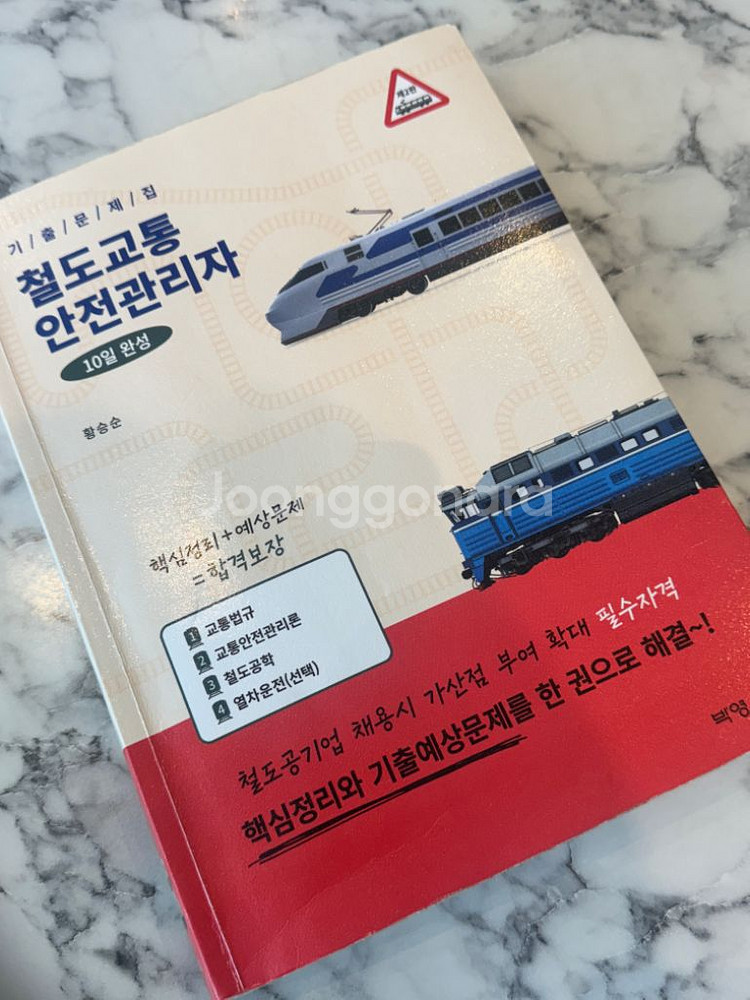 제2판
기/출/문/제/집
철도교통
안전관리자
10일 완성
황승순
Joonggonara
핵심정리+예상문제
=합격보장
1 교통법규
2 교통안전관리론
3 철도공학
4 열차운전(선택)
철도공기업 채용시 가산점 부여 확대 필수자격
핵심정리와 기출예상문제를 한 권으로 해결~!
박영